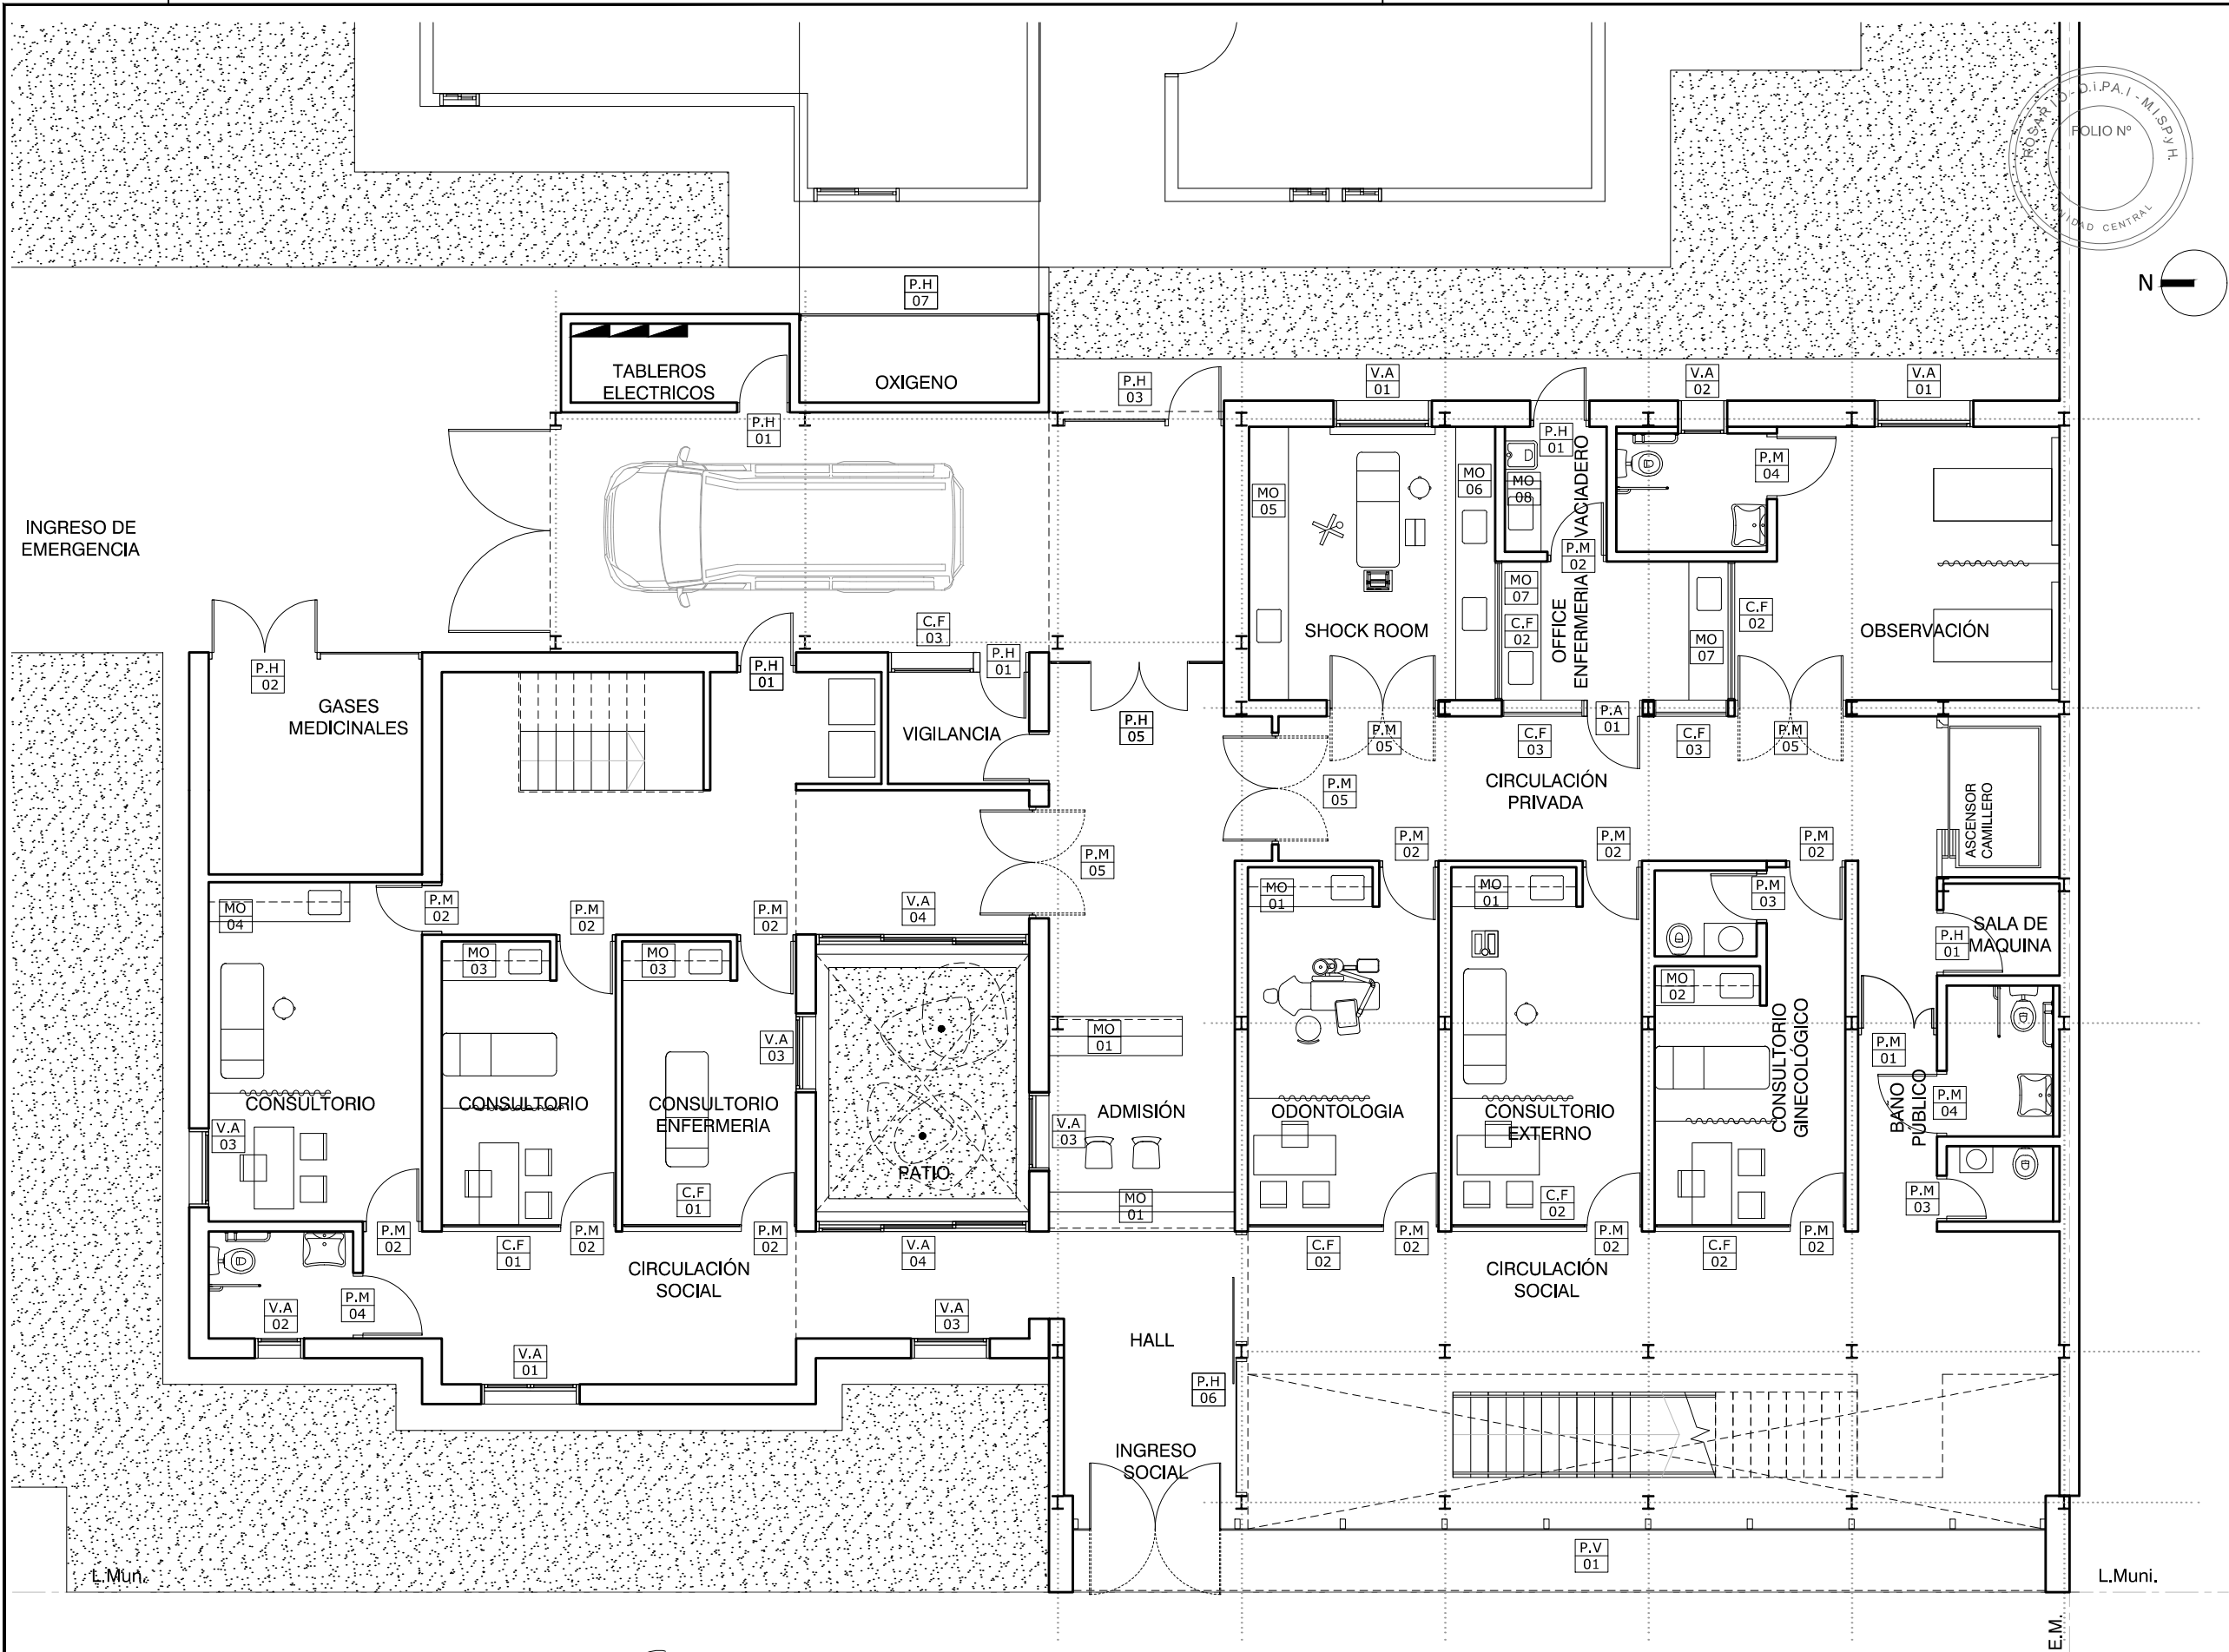 ROSARIO - D.i.P.A.I - M.I.S.P.y H.
FOLIO Nº
UNIDAD CENTRAL
N
P.H
07
TABLEROS
ELECTRICOS
OXIGENO
P.H
03
V.A
01
V.A
02
V.A
01
P.H
01
P.H
01
MO
05
MO
06
MO
08
VACIADERO
P.M
04
INGRESO DE
EMERGENCIA
P.M
02
MO
07
C.F
02
C.F
02
MO
07
OFFICE
ENFERMERIA
SHOCK ROOM
OBSERVACIÓN
C.F
03
P.H
01
P.H
02
P.H
01
GASES
MEDICINALES
VIGILANCIA
P.H
05
P.M
05
C.F
03
P.A
01
C.F
03
P.M
05
CIRCULACIÓN
PRIVADA
P.M
05
ASCENSOR
CAMILLERO
P.M
02
P.M
02
P.M
02
P.M
05
MO
04
P.M
02
P.M
02
P.M
02
V.A
04
MO
01
MO
01
P.M
03
SALA DE
MAQUINA
P.H
01
MO
03
MO
03
MO
02
V.A
03
MO
01
P.M
01
CONSULTORIO
GINECOLÓGICO
BAÑO
PUBLICO
P.M
04
CONSULTORIO
CONSULTORIO
CONSULTORIO
ENFERMERIA
V.A
03
V.A
03
ADMISIÓN
ODONTOLOGIA
CONSULTORIO
EXTERNO
PATIO
C.F
01
MO
01
C.F
02
P.M
03
P.M
02
C.F
01
P.M
02
P.M
02
V.A
04
C.F
02
P.M
02
P.M
02
C.F
02
P.M
02
CIRCULACIÓN
SOCIAL
CIRCULACIÓN
SOCIAL
V.A
02
P.M
04
V.A
03
HALL
V.A
01
P.H
06
INGRESO
SOCIAL
P.V
01
L.Mun.
L.Muni.
E.M.